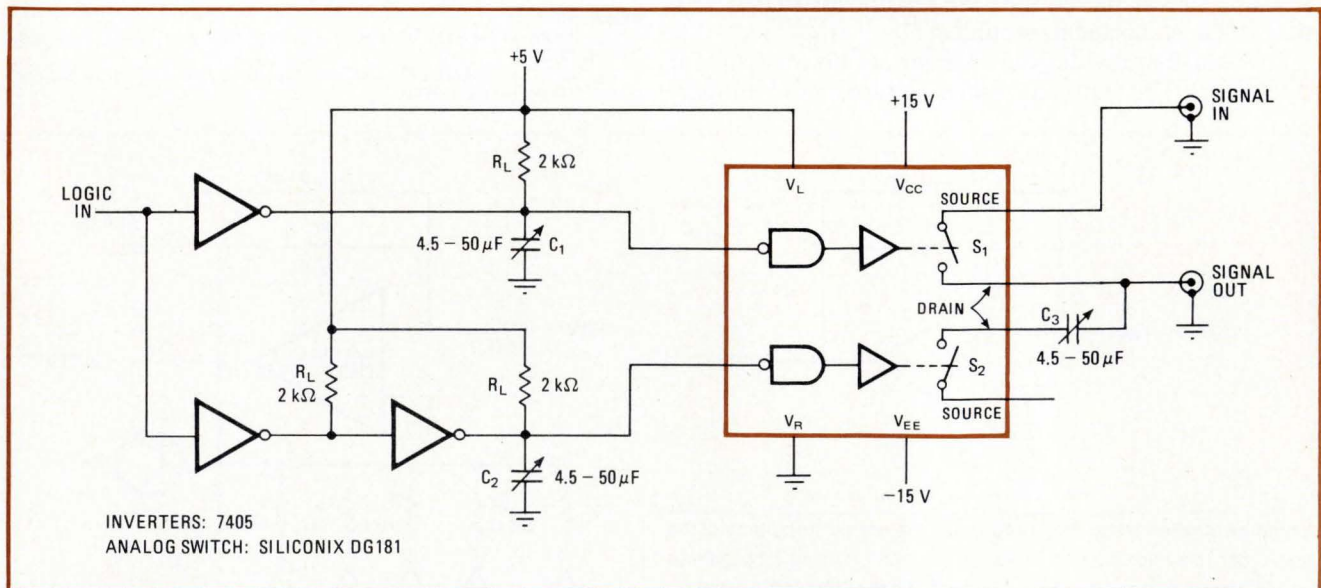 +5 V
+15 V
SIGNAL
IN
R_L 2 kΩ
V_L V_CC
LOGIC
IN
SOURCE
4.5 – 50 µF C_1
S_1
SIGNAL
OUT
DRAIN
C_3
4.5 – 50 µF
R_L
2 kΩ
R_L 2 kΩ
S_2
SOURCE
V_R V_EE
C_2 4.5 – 50 µF
–15 V
INVERTERS: 7405
ANALOG SWITCH: SILICONIX DG181